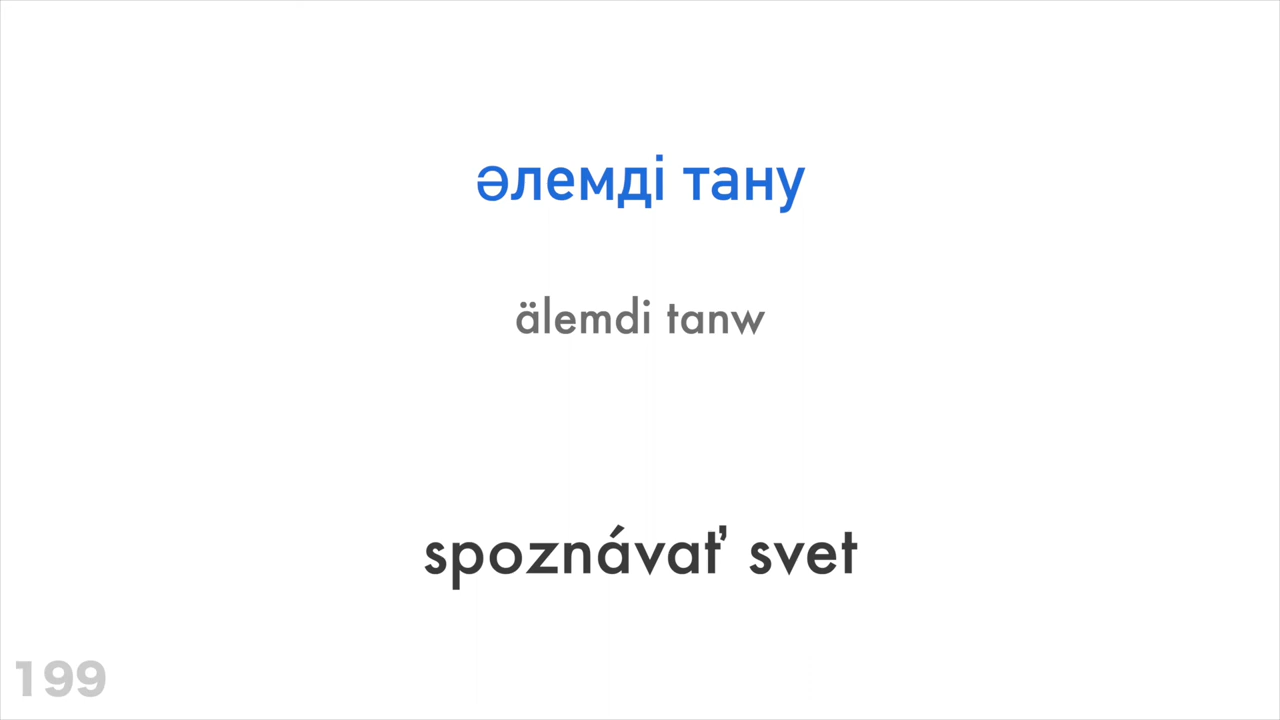 әлемді тану
älemdi tanw
spoznávať svet
199